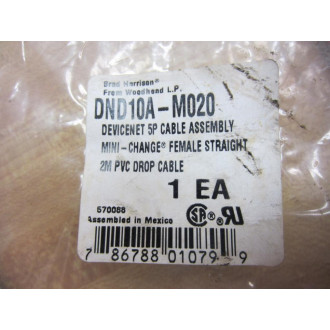 Brad Harrison®
From Woodhead L.P.
DND10A-M020
DEVICENET 5P CABLE ASSEMBLY
MINI-CHANGE® FEMALE STRAIGHT
2M PVC DROP CABLE
1 EA
570088
Assembled in Mexico
7 86788 01079 9